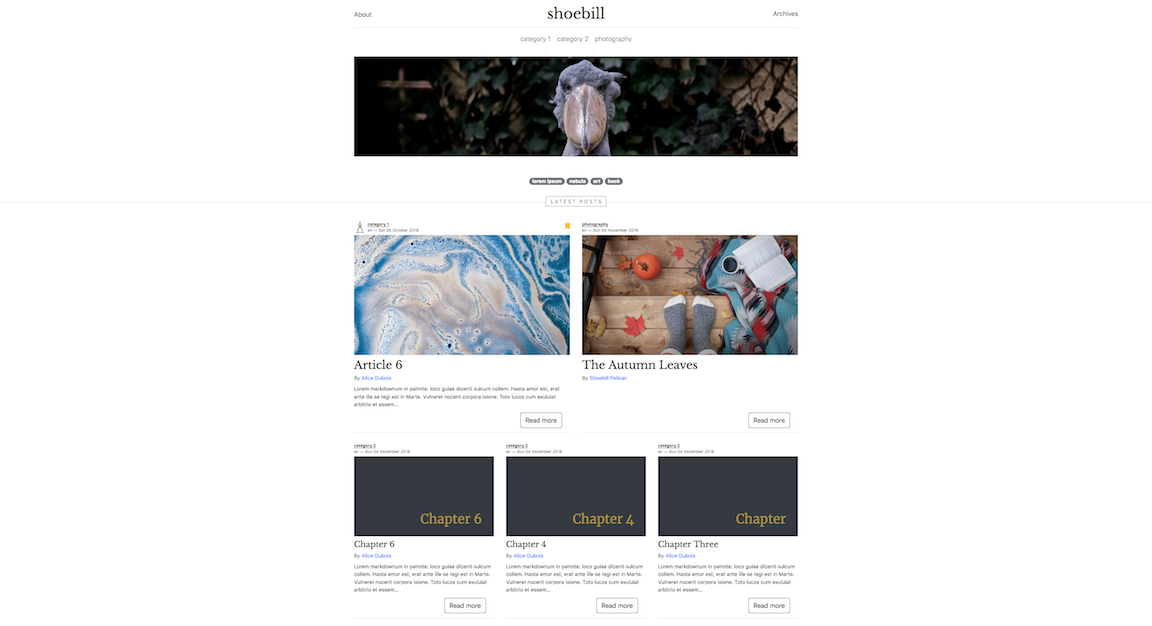 About
shoebill
Archives
category 1 category 2 photography
lorem ipsum nebula art book
LATEST POSTS
category 1
en — Sat 06 October 2018
Article 6
By Alice Dubois
Lorem markdownum in palmite: loco gulae dicenti sulcum collem. Hasta amor est, erat
ante ille se tegi est in Marte. Vulneret nocent corpora Ixione. Toto lucos cum exululat
arbitrio et essem...
Read more
photography
en — Sun 04 November 2018
The Autumn Leaves
By Shoebill Pelican
Read more
category 2
en — Sun 04 November 2018
Chapter 6
Chapter 6
By Alice Dubois
Lorem markdownum in palmite: loco gulae dicenti sulcum
collem. Hasta amor est, erat ante ille se tegi est in Marte.
Vulneret nocent corpora Ixione. Toto lucos cum exululat
arbitrio et essem...
Read more
category 2
en — Sun 04 November 2018
Chapter 4
Chapter 4
By Alice Dubois
Lorem markdownum in palmite: loco gulae dicenti sulcum
collem. Hasta amor est, erat ante ille se tegi est in Marte.
Vulneret nocent corpora Ixione. Toto lucos cum exululat
arbitrio et essem...
Read more
category 2
en — Sun 04 November 2018
Chapter
Chapter Three
By Alice Dubois
Lorem markdownum in palmite: loco gulae dicenti sulcum
collem. Hasta amor est, erat ante ille se tegi est in Marte.
Vulneret nocent corpora Ixione. Toto lucos cum exululat
arbitrio et essem...
Read more